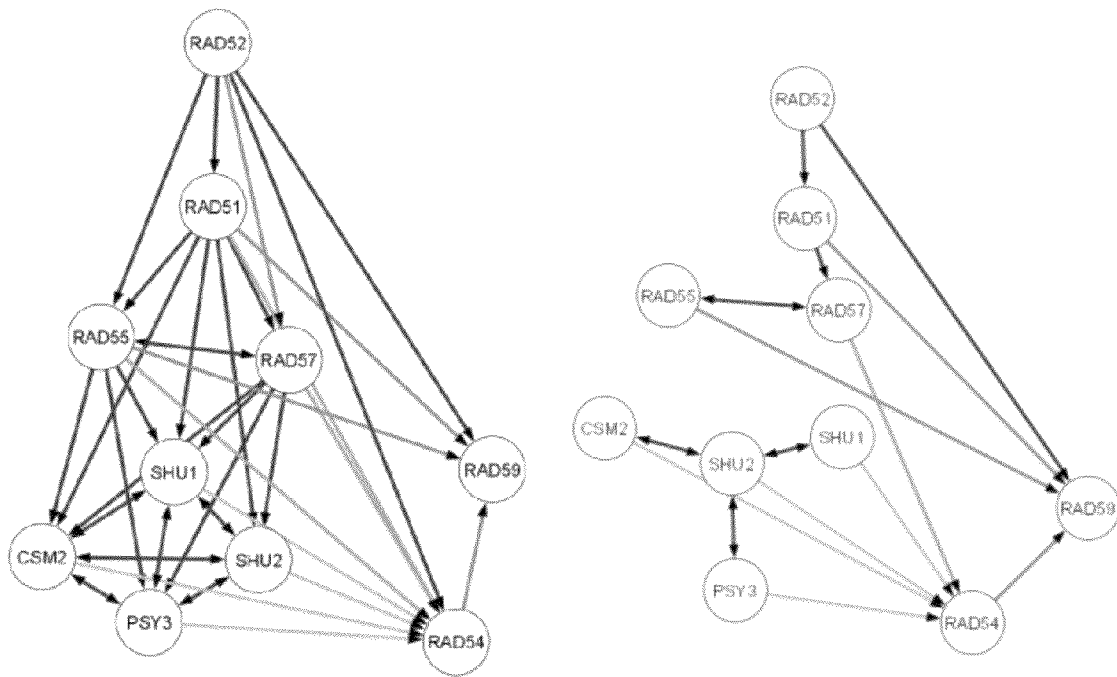 RAD52
RAD51
RAD55
RAD57
SHU1
RAD59
CSM2
SHU2
PSY3
RAD54
RAD52
RAD51
RAD55
RAD57
CSM2
SHU1
SHU2
RAD59
PSY3
RAD54